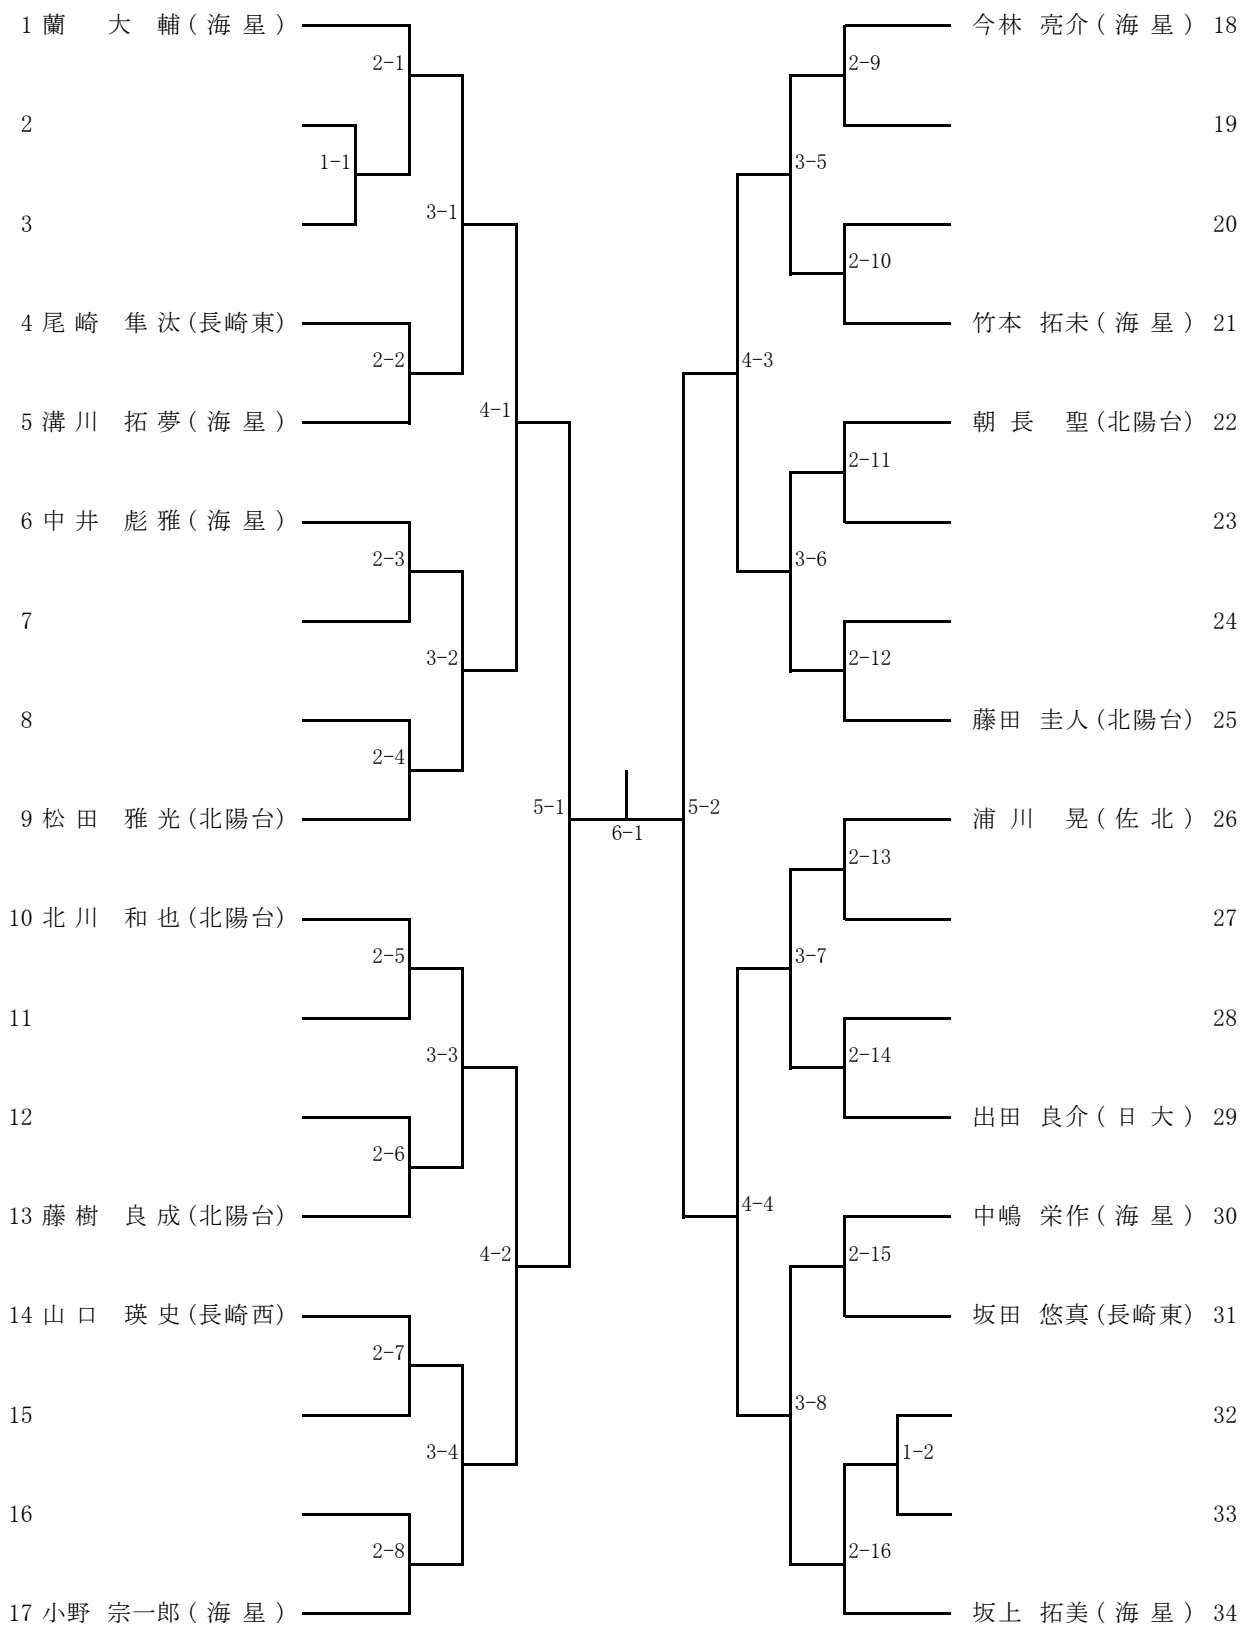 1 蘭 大 輔 ( 海 星 )
2-1
2
1-1
3
3-1
4 尾 崎 隼 汰 (長崎東)
2-2
5 溝 川 拓 夢 ( 海 星 )
4-1
6 中 井 彪 雅 ( 海 星 )
2-3
7
3-2
8
2-4
9 松 田 雅 光 (北陽台)
5-1
10 北 川 和 也 (北陽台)
2-5
11
3-3
12
2-6
13 藤 樹 良 成 (北陽台)
4-2
14 山 口 瑛 史 (長崎西)
2-7
15
3-4
16
2-8
17 小野 宗一郎 ( 海 星 )
6-1
今林 亮介 ( 海 星 ) 18
2-9
19
3-5
20
2-10
竹本 拓未 ( 海 星 ) 21
4-3
朝 長 聖 (北陽台) 22
2-11
23
3-6
24
2-12
藤田 圭人 (北陽台) 25
5-2
浦 川 晃 ( 佐 北 ) 26
2-13
27
3-7
28
2-14
出田 良介 ( 日 大 ) 29
4-4
中嶋 栄作 ( 海 星 ) 30
2-15
坂田 悠真 (長崎東) 31
3-8
32
1-2
33
2-16
坂上 拓美 ( 海 星 ) 34